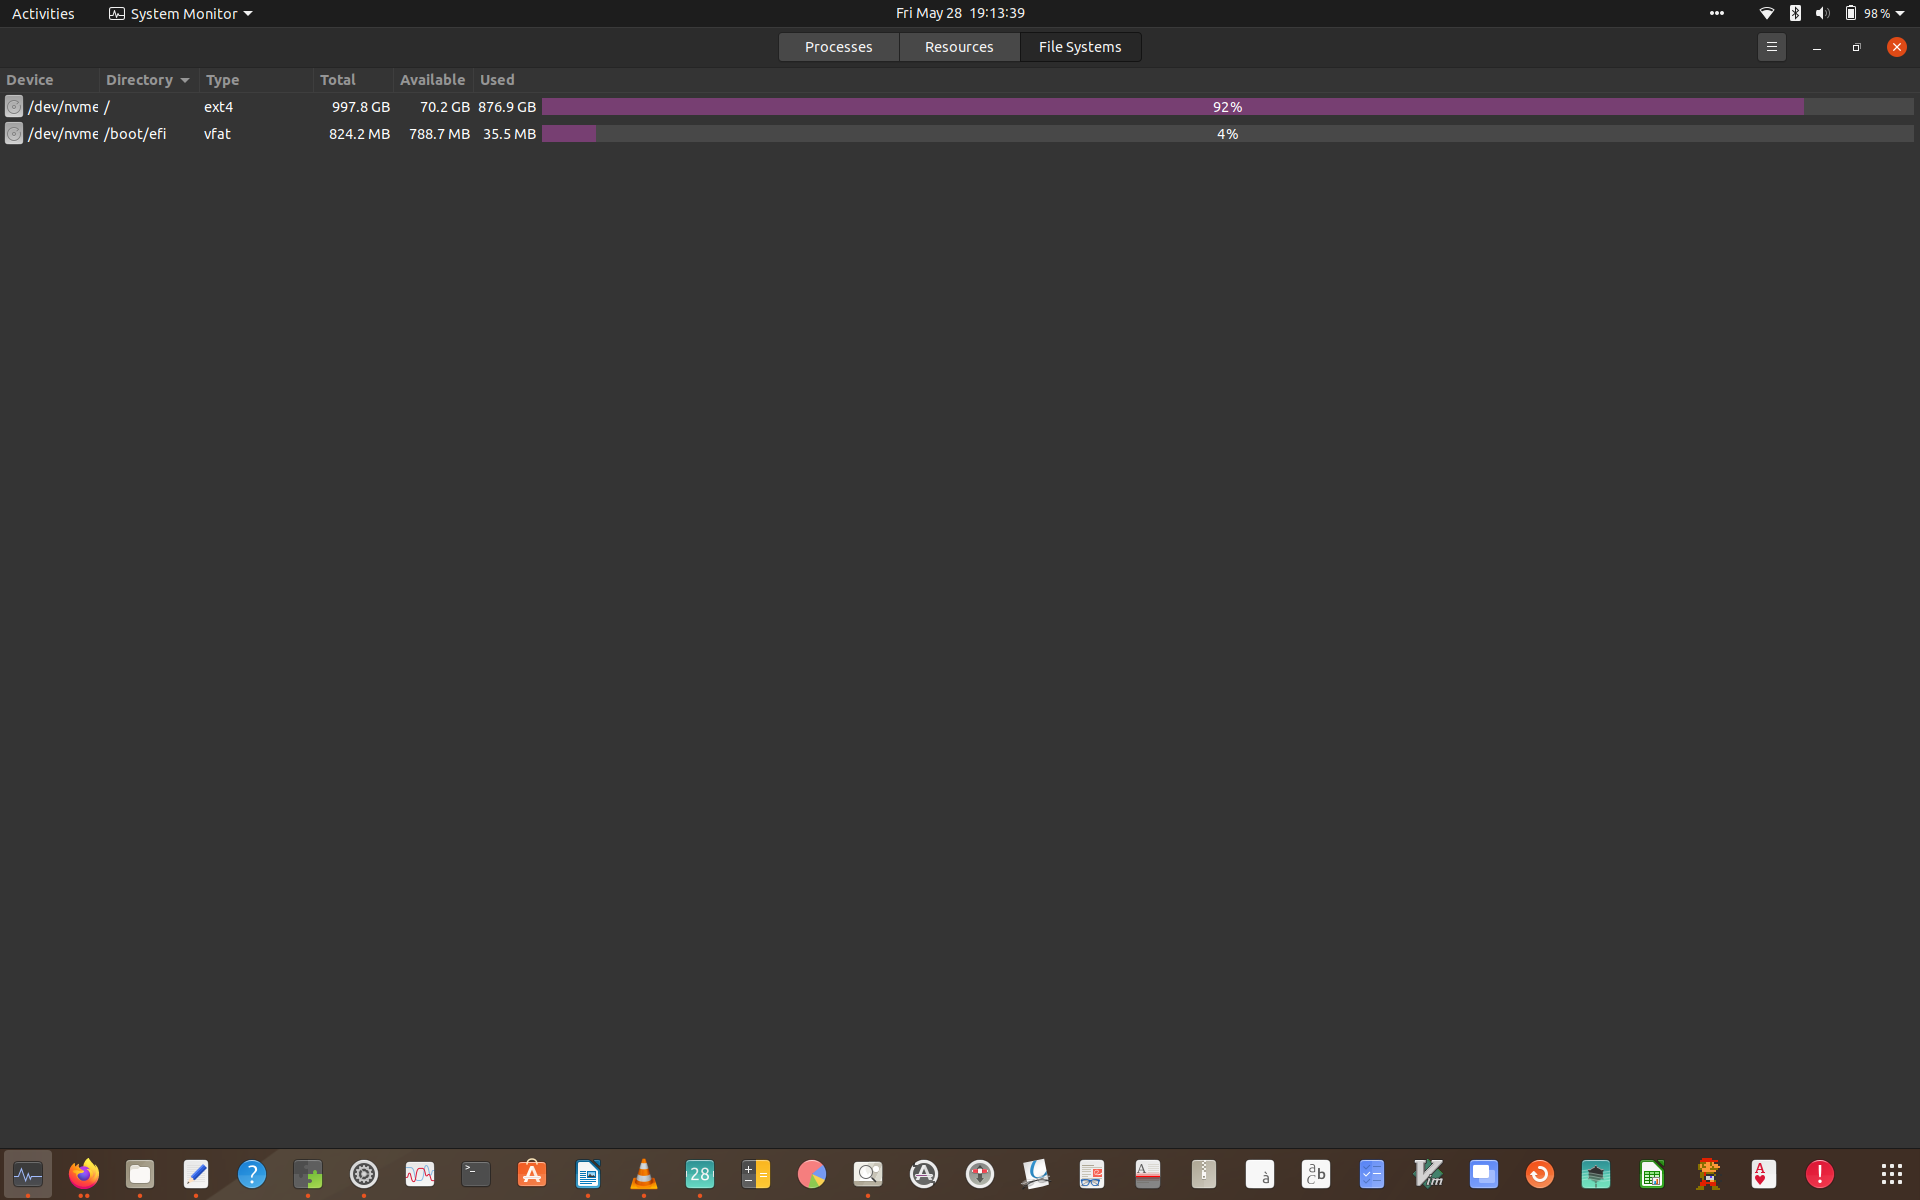 Activities System Monitor Fri May 28 19:13:39 98 %
Processes Resources File Systems
Device Directory Type Total Available Used
/dev/nvme / ext4 997.8 GB 70.2 GB 876.9 GB 92%
/dev/nvme /boot/efi vfat 824.2 MB 788.7 MB 35.5 MB 4%
? >_ A 28 A A à a b c Vim A !